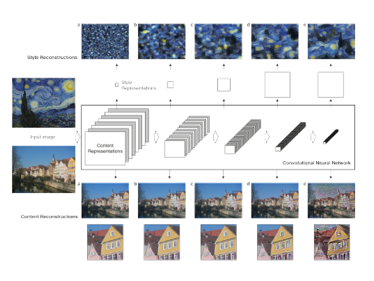 a b c d e
Style Reconstructions
Style
Representations
Input image
Content
Representations
Convolutional Neural Network
a b c d e
Content Reconstructions